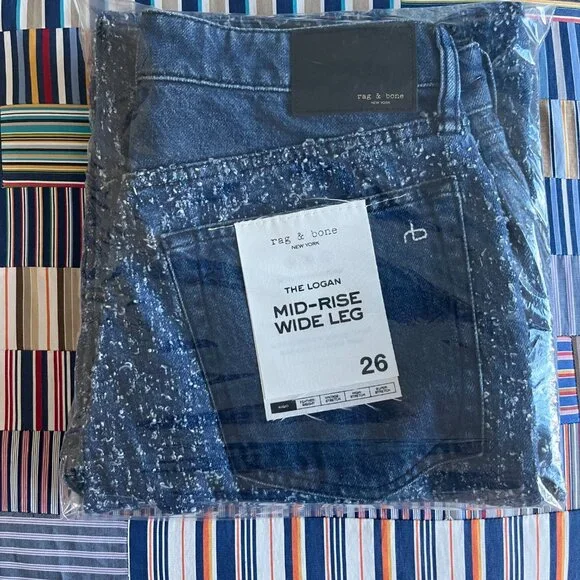 rag & bone
NEW YORK
rag & bone
NEW YORK
THE LOGAN
MID-RISE
WIDE LEG
26